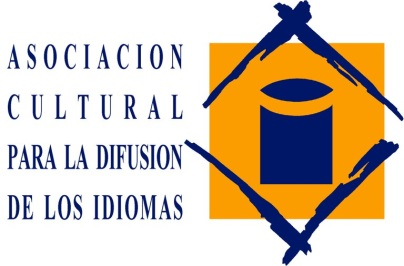 ASOCIACION
CULTURAL
PARA LA DIFUSION
DE LOS IDIOMAS